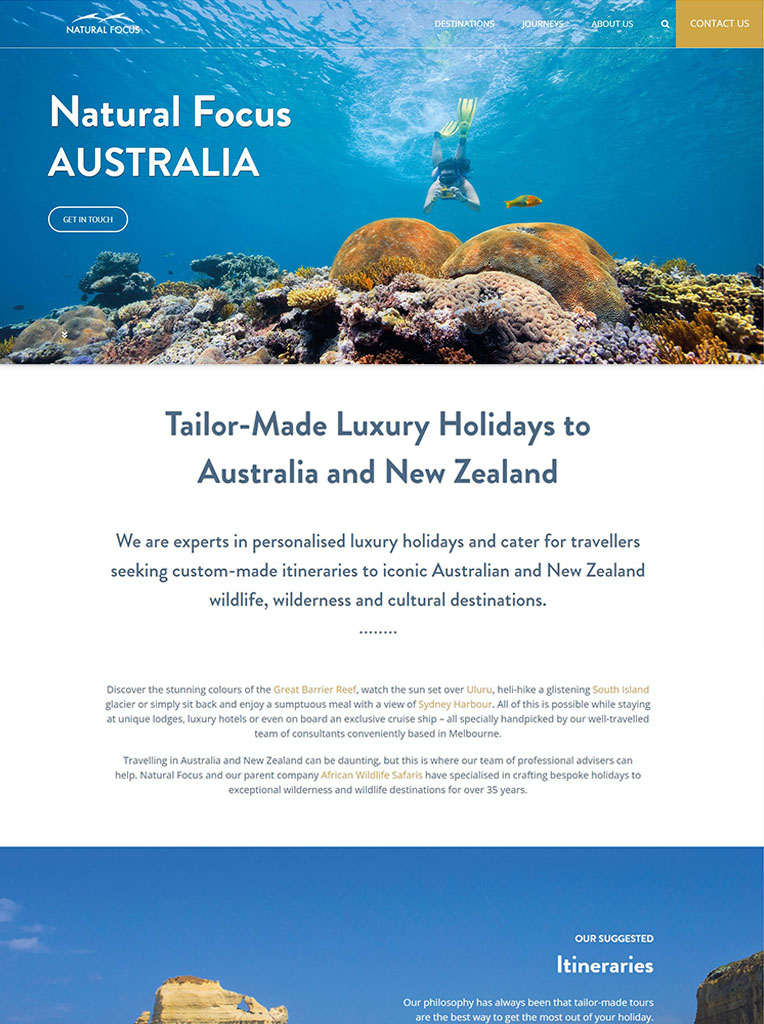 NATURAL FOCUS
DESTINATIONS
JOURNEYS
ABOUT US
CONTACT US
Natural Focus
AUSTRALIA
GET IN TOUCH
Tailor-Made Luxury Holidays to
Australia and New Zealand
We are experts in personalised luxury holidays and cater for travellers
seeking custom-made itineraries to iconic Australian and New Zealand
wildlife, wilderness and cultural destinations.
Discover the stunning colours of the Great Barrier Reef, watch the sun set over Uluru, heli-hike a glistening South Island
glacier or simply sit back and enjoy a sumptuous meal with a view of Sydney Harbour. All of this is possible while staying
at unique lodges, luxury hotels or even on board an exclusive cruise ship – all specially handpicked by our well-travelled
team of consultants conveniently based in Melbourne.
Travelling in Australia and New Zealand can be daunting, but this is where our team of professional advisers can
help. Natural Focus and our parent company African Wildlife Safaris have specialised in crafting bespoke holidays to
exceptional wilderness and wildlife destinations for over 35 years.
OUR SUGGESTED
Itineraries
Our philosophy has always been that tailor-made tours
are the best way to get the most out of your holiday.